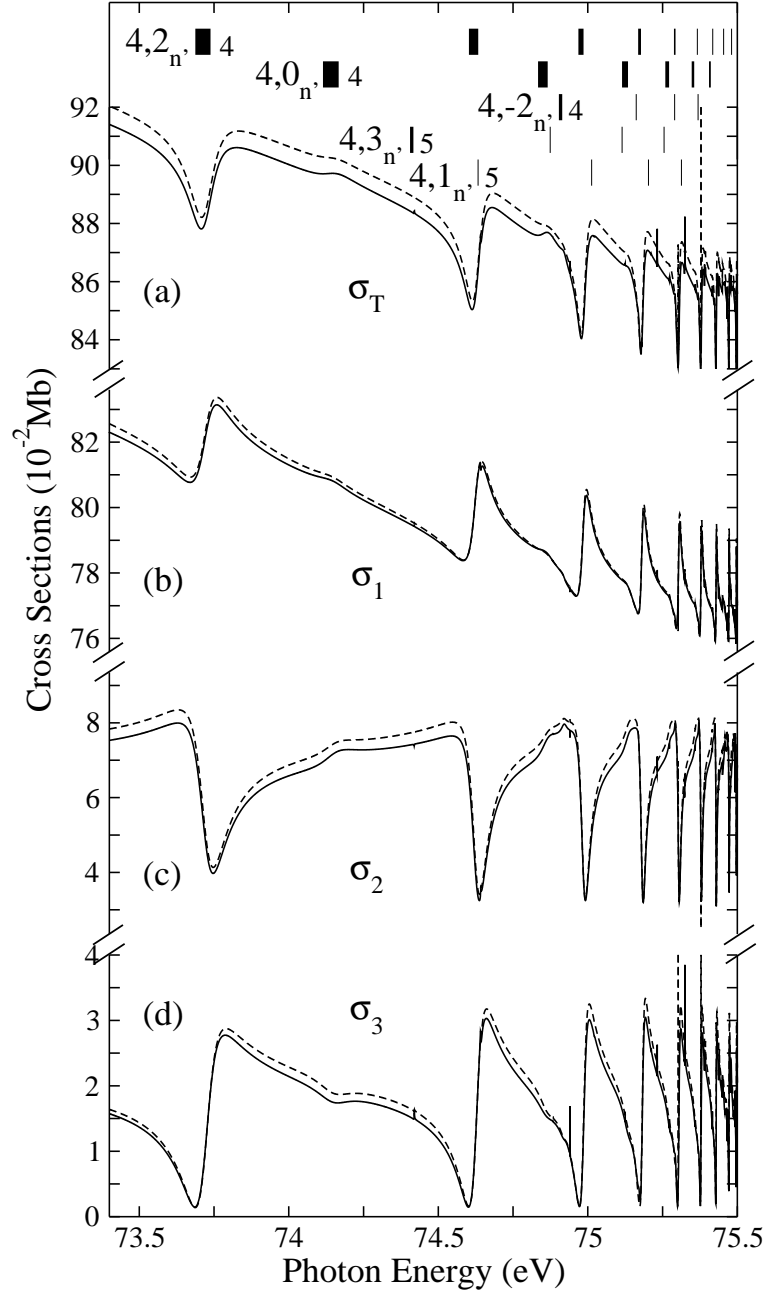 4,2n, 4
4,0n, 4
4,3n, 5
4,-2n, 4
4,1n, 5
92
90
88
86
84
(a)
σT
82
80
78
76
(b)
σ1
8
6
4
(c)
σ2
4
3
2
1
0
(d)
σ3
73.5
74
74.5
75
75.5
Photon Energy (eV)
Cross Sections (10-2Mb)